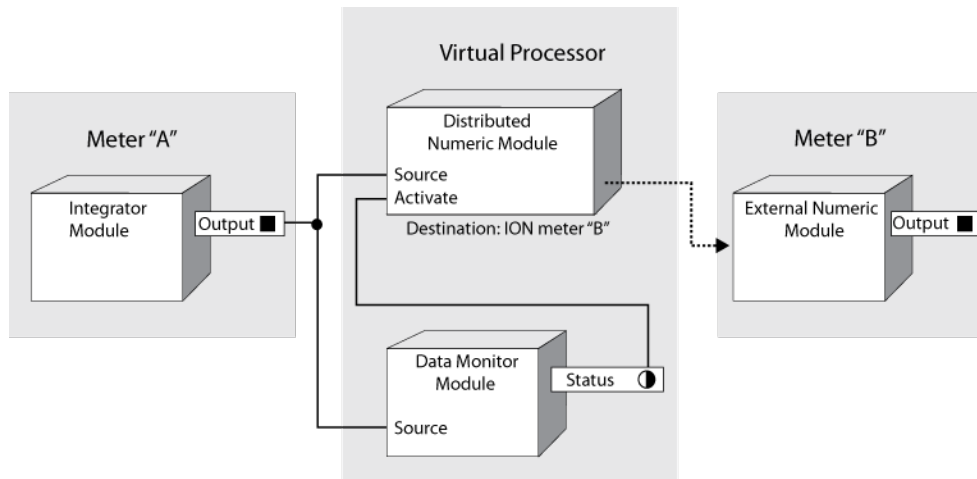 Virtual Processor
Meter "A"
Integrator
Module
Output
Distributed
Numeric Module
Source
Activate
Destination: ION meter "B"
Data Monitor
Module
Source
Status
Meter "B"
External Numeric
Module
Output